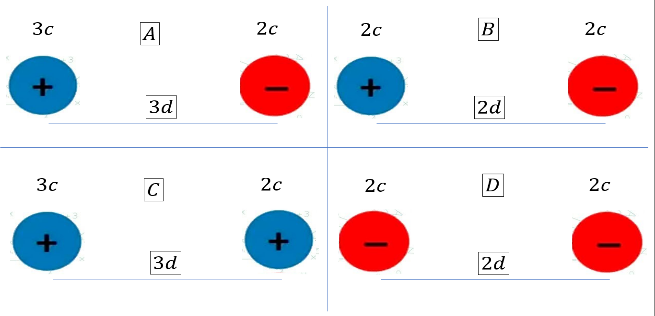 3c A 2c
+ −
3d
2c B 2c
+ −
2d
3c C 2c
+ +
3d
2c D 2c
− −
2d